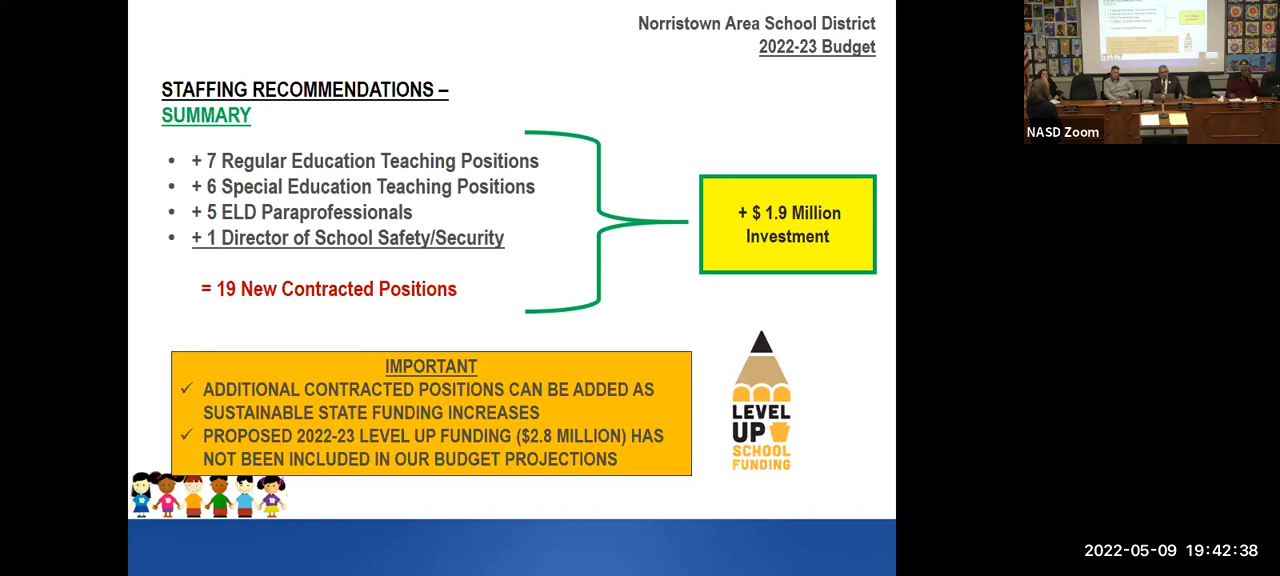 Norristown Area School District
2022-23 Budget
STAFFING RECOMMENDATIONS –
SUMMARY
• + 7 Regular Education Teaching Positions
• + 6 Special Education Teaching Positions
• + 5 ELD Paraprofessionals
• + 1 Director of School Safety/Security
= 19 New Contracted Positions
+ $ 1.9 Million
Investment
IMPORTANT
✓ ADDITIONAL CONTRACTED POSITIONS CAN BE ADDED AS
SUSTAINABLE STATE FUNDING INCREASES
✓ PROPOSED 2022-23 LEVEL UP FUNDING ($2.8 MILLION) HAS
NOT BEEN INCLUDED IN OUR BUDGET PROJECTIONS
LEVEL
UP
SCHOOL
FUNDING
NASD Zoom
2022-05-09 19:42:38